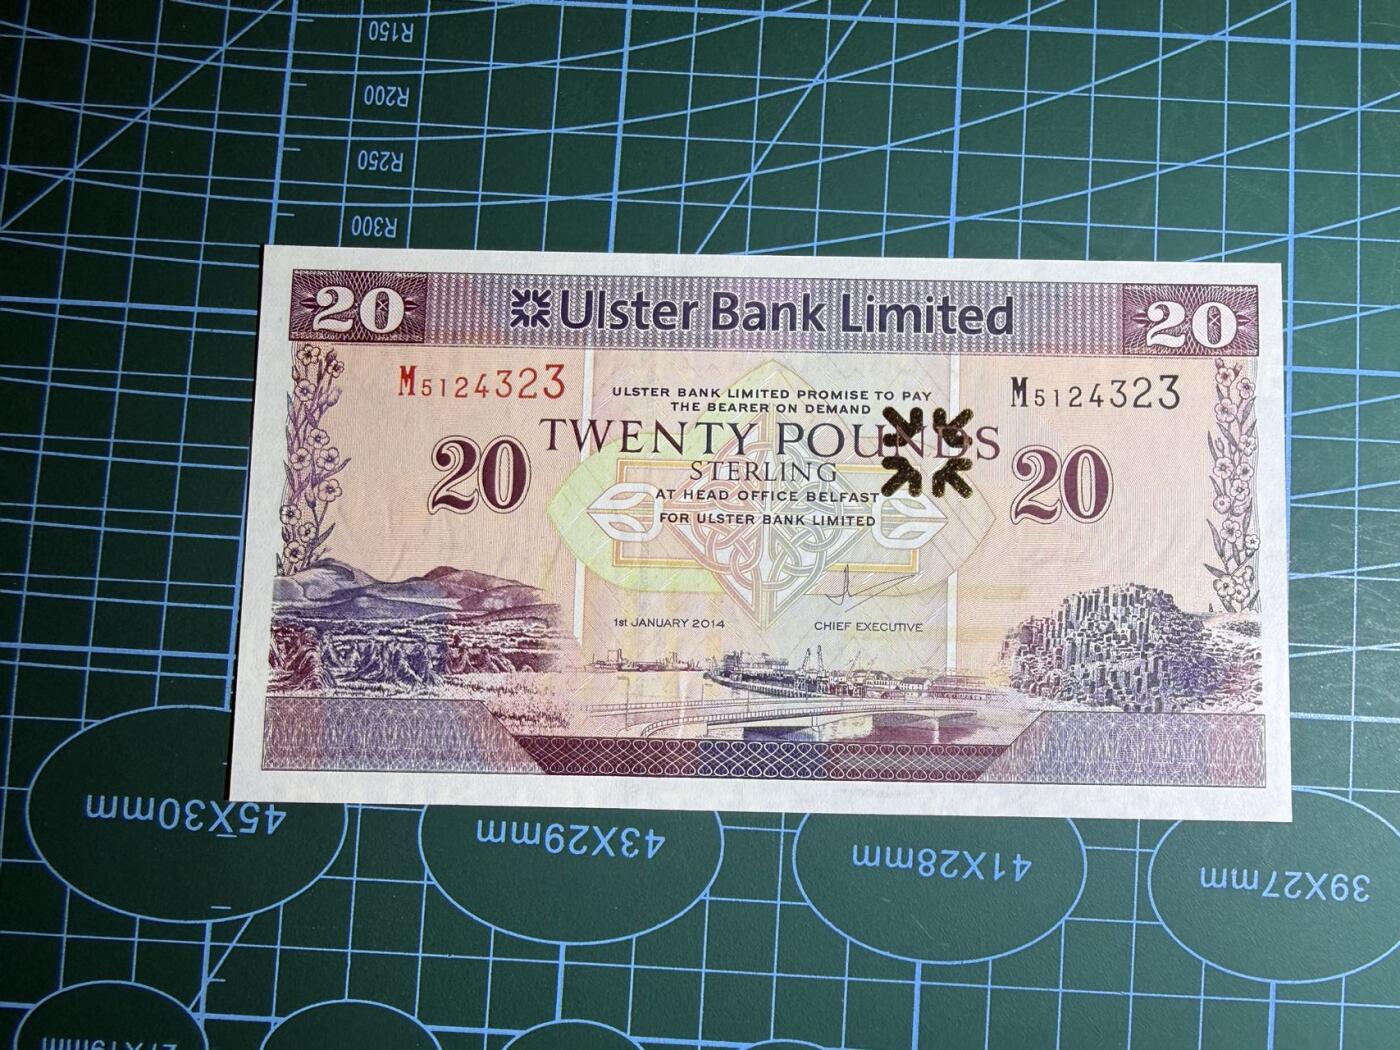 R150
R200
R250
R300
20 Ulster Bank Limited 20
M5124323
M5124323
ULSTER BANK LIMITED PROMISE TO PAY
THE BEARER ON DEMAND
TWENTY POUNDS
20
STERLING
20
AT HEAD OFFICE BELFAST
FOR ULSTER BANK LIMITED
1st JANUARY 2014
CHIEF EXECUTIVE
45X30mm
43X29mm
41X28mm
39X27mm